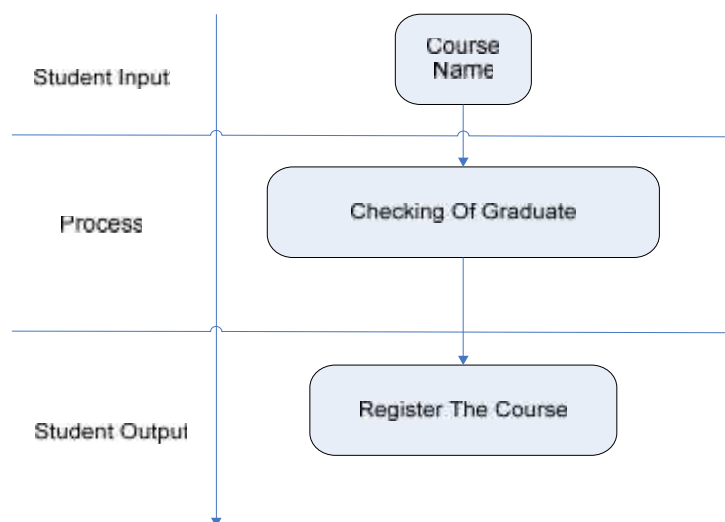 Course
Name
Student Input
Checking Of Graduate
Process
Register The Course
Student Output